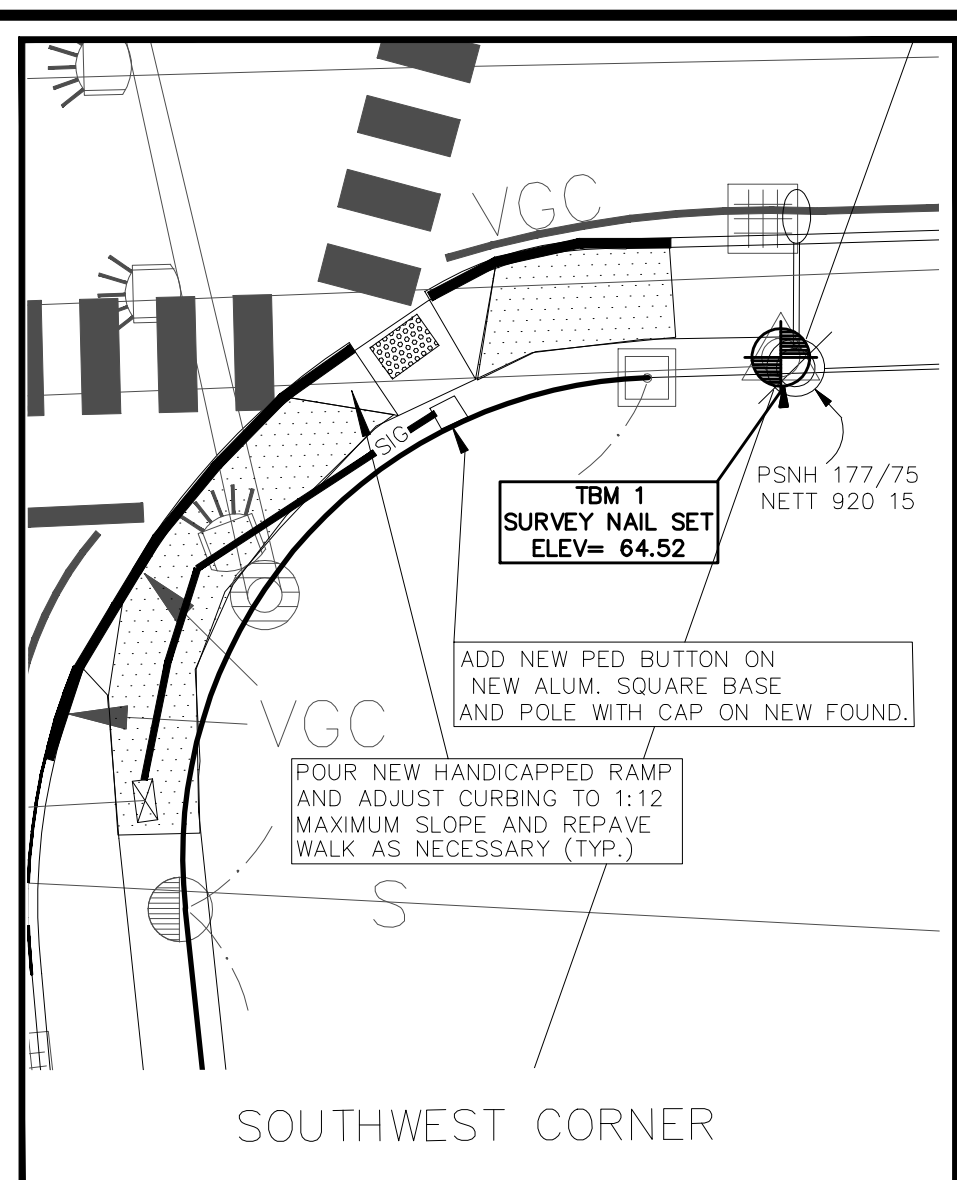 VGC
SIG
PSNH 177/75
NETT 920 15
TBM 1
SURVEY NAIL SET
ELEV= 64.52
ADD NEW PED BUTTON ON
NEW ALUM. SQUARE BASE
AND POLE WITH CAP ON NEW FOUND.
VGC
POUR NEW HANDICAPPED RAMP
AND ADJUST CURBING TO 1:12
MAXIMUM SLOPE AND REPAVE
WALK AS NECESSARY (TYP.)
S
SOUTHWEST CORNER